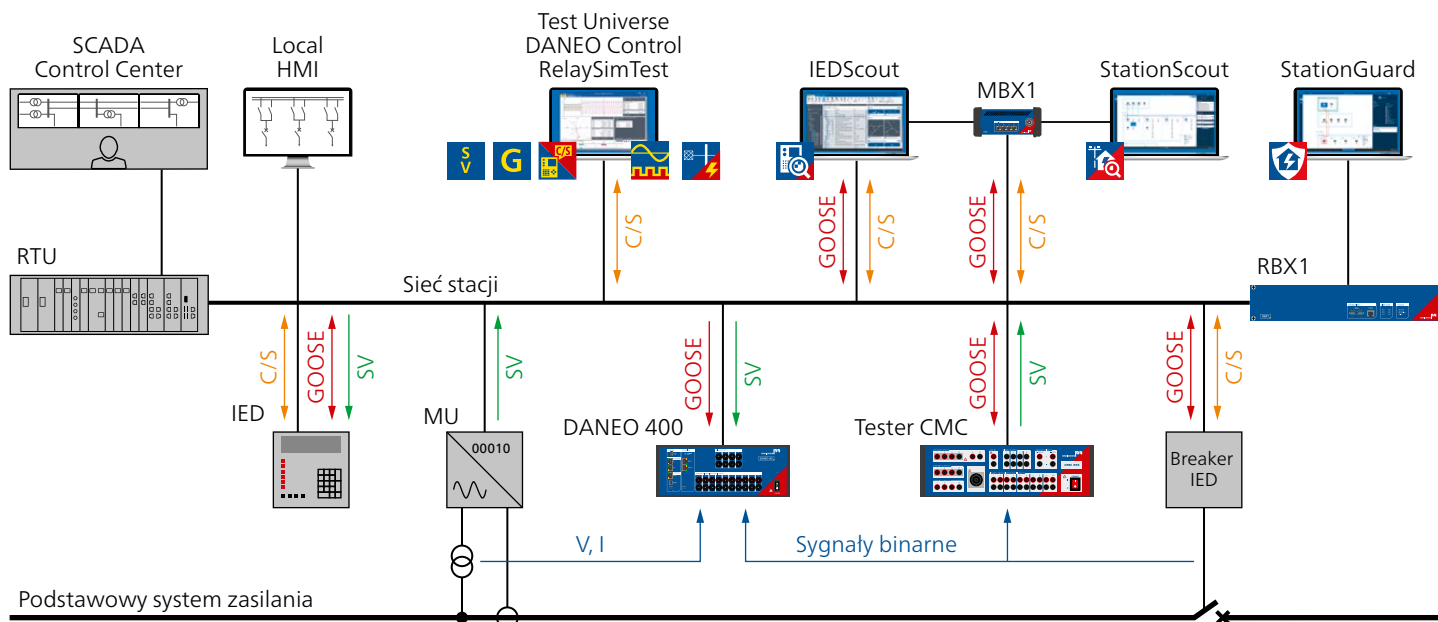 SCADA
Control Center
Local
HMI
Test Universe
DANEO Control
RelaySimTest
IEDScout
MBX1
StationScout
StationGuard
S
V
G
C/S
C/S
GOOSE
C/S
GOOSE
C/S
RTU
Sieć stacji
RBX1
C/S
GOOSE
SV
SV
GOOSE
SV
GOOSE
SV
GOOSE
C/S
IED
MU
DANEO 400
Tester CMC
00010
Breaker
IED
V, I
Sygnały binarne
Podstawowy system zasilania